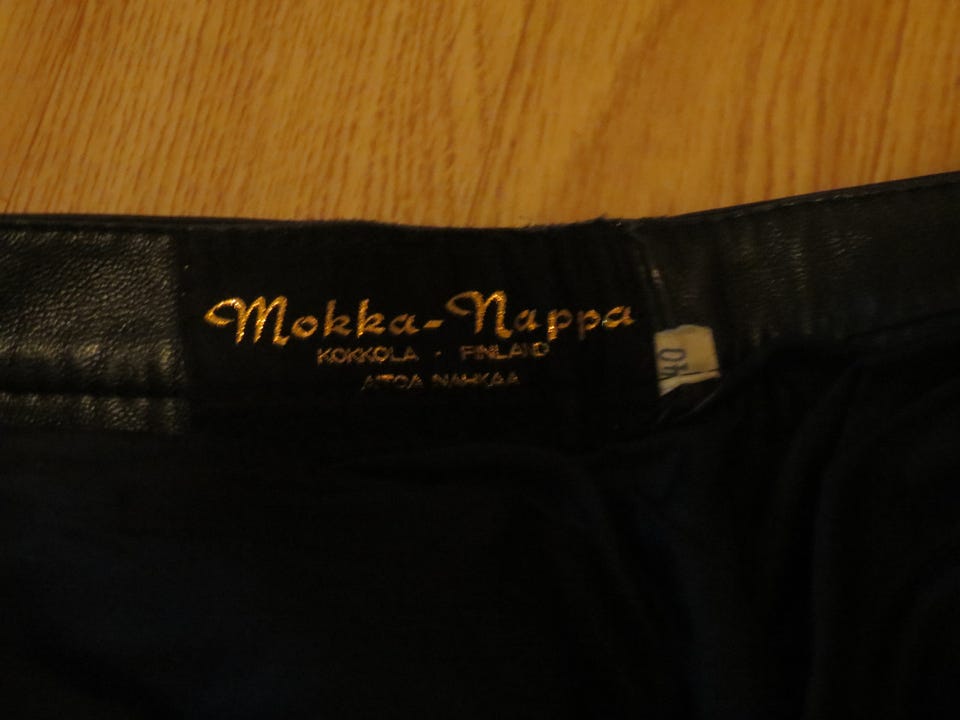 Mokka-Nappa
KOKKOLA · FINLAND
AITOA NAHKAA
40